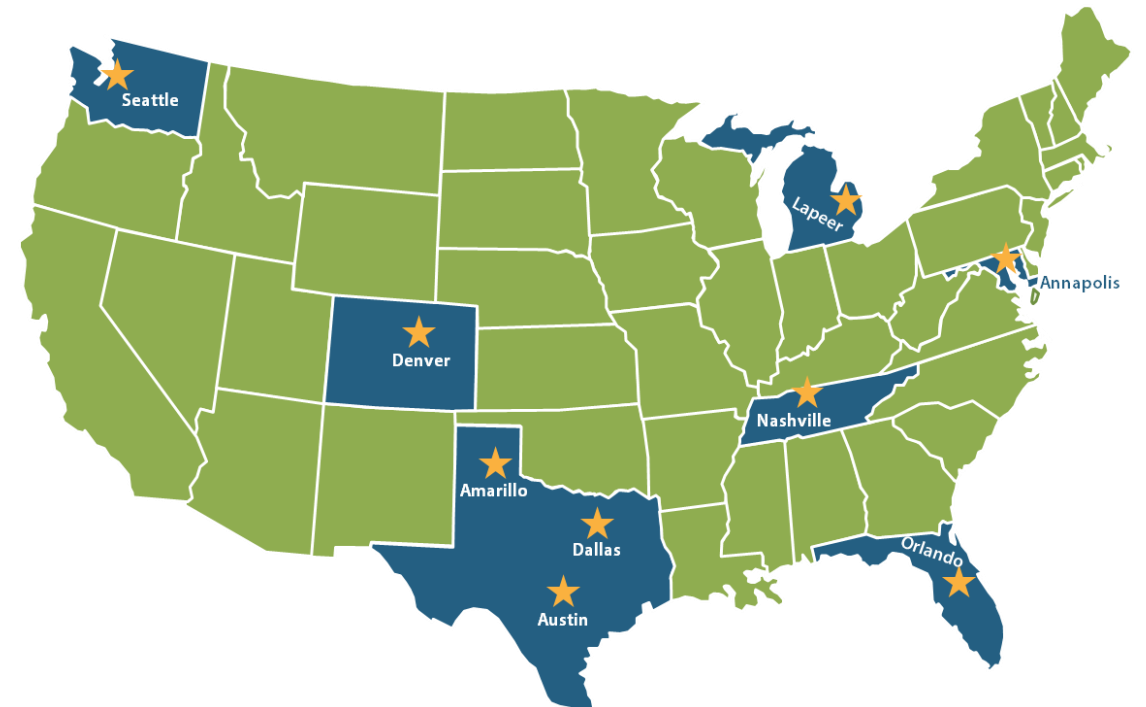 Seattle
Lapeer
Annapolis
Denver
Nashville
Amarillo
Dallas
Orlando
Austin